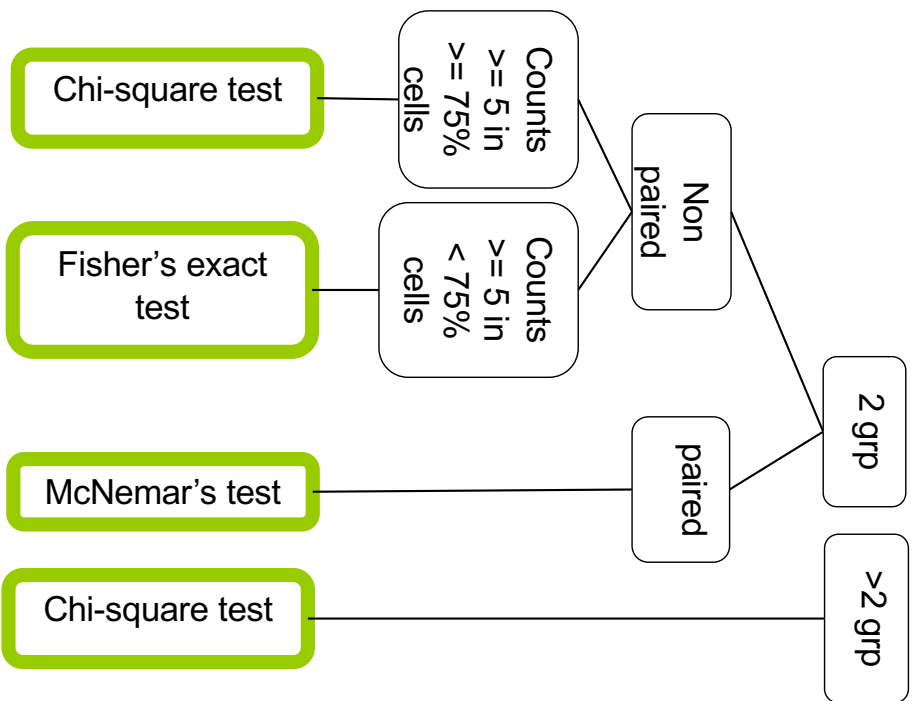 Chi-square test
Counts
>= 5 in
>= 75%
cells
Non
paired
Fisher’s exact
test
Counts
>= 5 in
< 75%
cells
2 grp
McNemar’s test
paired
Chi-square test
>2 grp